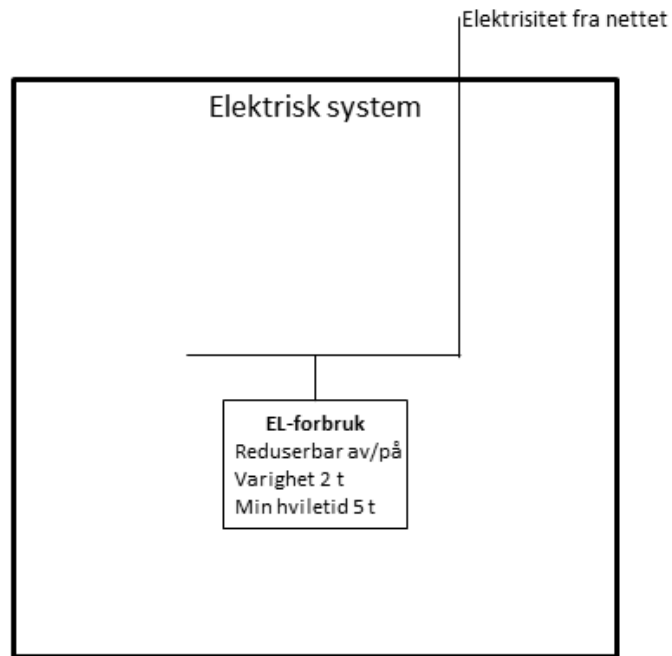 Elektrisitet fra nettet
Elektrisk system
EL-forbruk
Reduserbar av/på
Varighet 2 t
Min hviletid 5 t